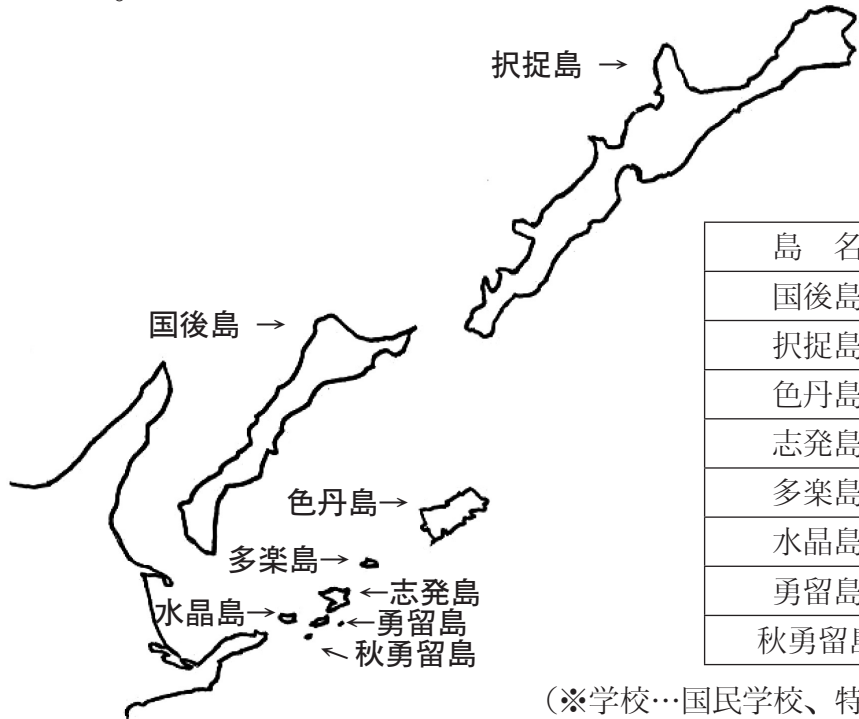 択捉島 →
国後島 →
色丹島→
多楽島→
←志発島
水晶島→
←勇留島
←秋勇留島
島 名
国後島
択捉島
色丹島
志発島
多楽島
水晶島
勇留島
秋勇留島
(※学校…国民学校、特